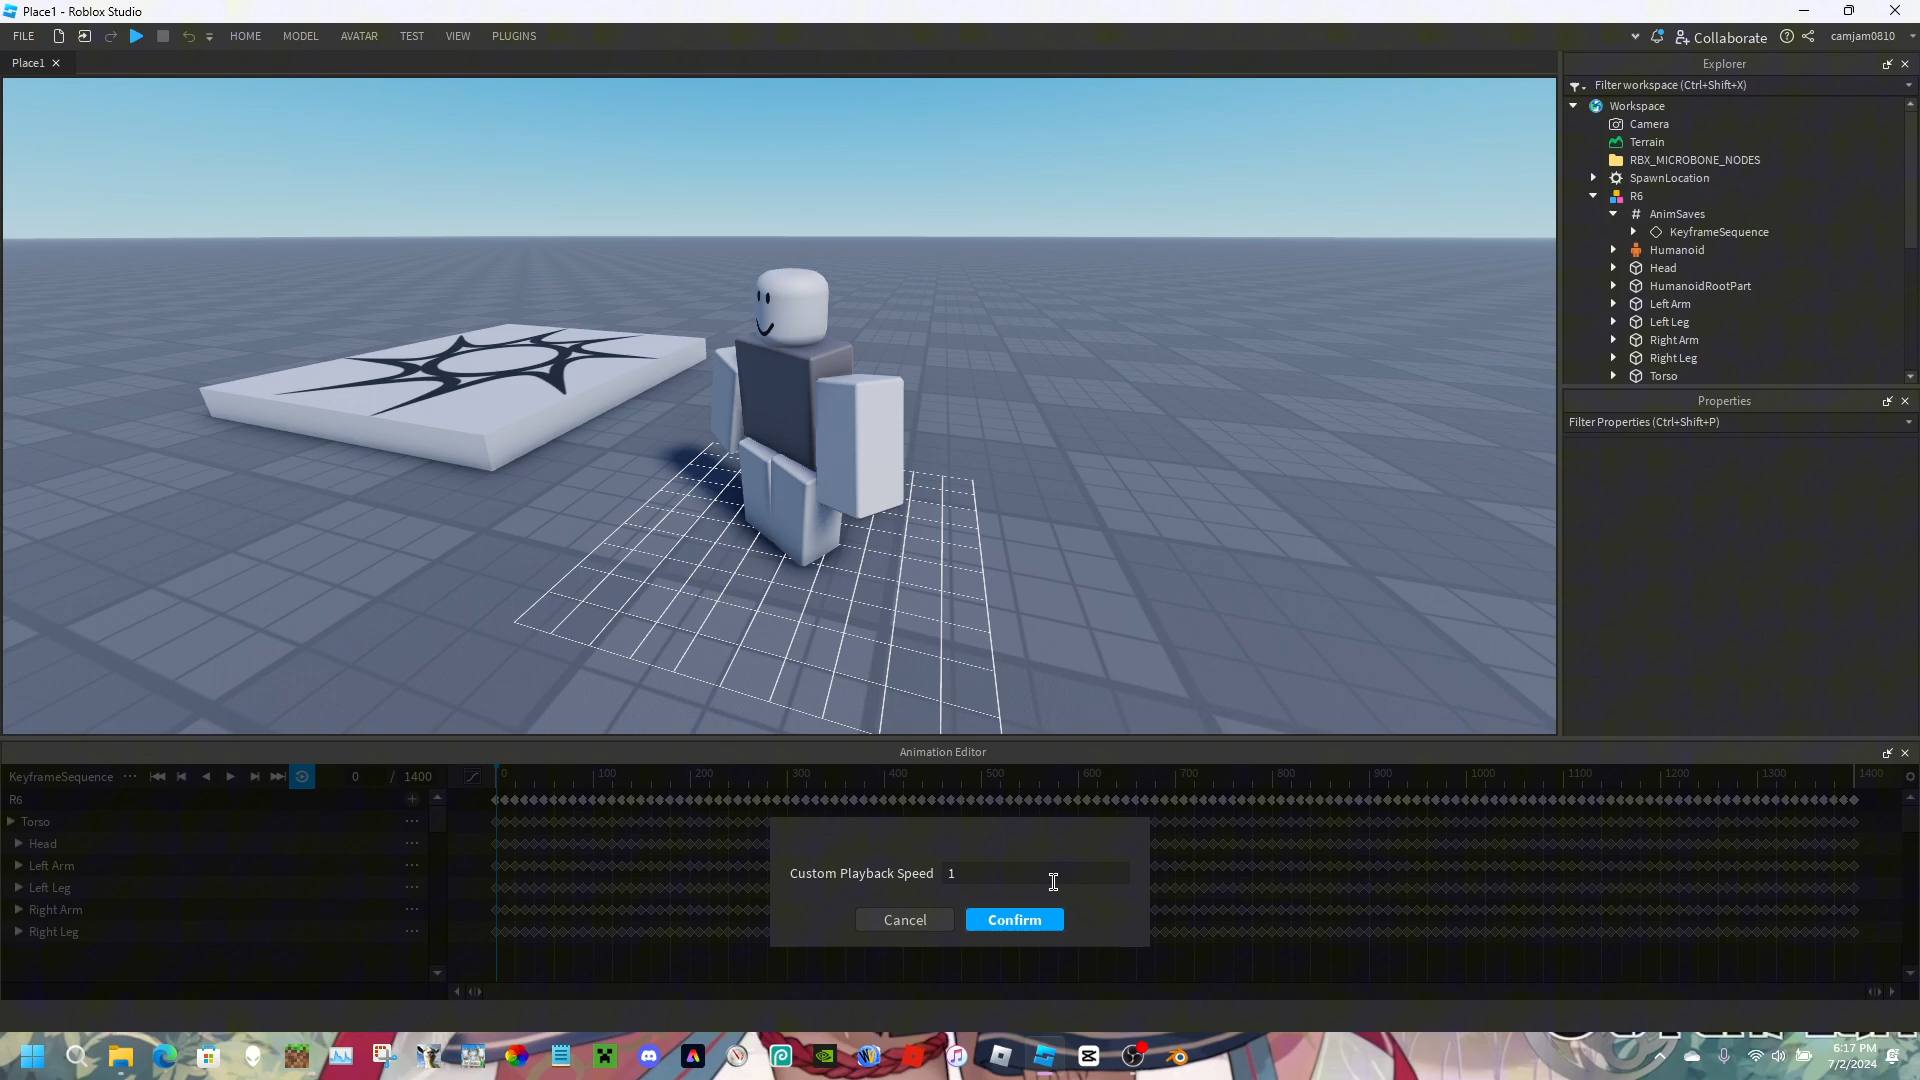 Place1 - Roblox Studio
FILE HOME MODEL AVATAR TEST VIEW PLUGINS Collaborate camjam0810
Place1
Explorer
Filter workspace (Ctrl+Shift+X)
Workspace
Camera
Terrain
RBX_MICROBONE_NODES
SpawnLocation
R6
AnimSaves
KeyframeSequence
Humanoid
Head
HumanoidRootPart
Left Arm
Left Leg
Right Arm
Right Leg
Torso
Properties
Filter Properties (Ctrl+Shift+P)
Animation Editor
KeyframeSequence 0 / 1400 0 100 200 300 400 500 600 700 800 900 1000 1100 1200 1300 1400
R6
Torso
Head
Left Arm
Left Leg
Right Arm
Right Leg
Custom Playback Speed 1
Cancel Confirm
6:17 PM
7/2/2024